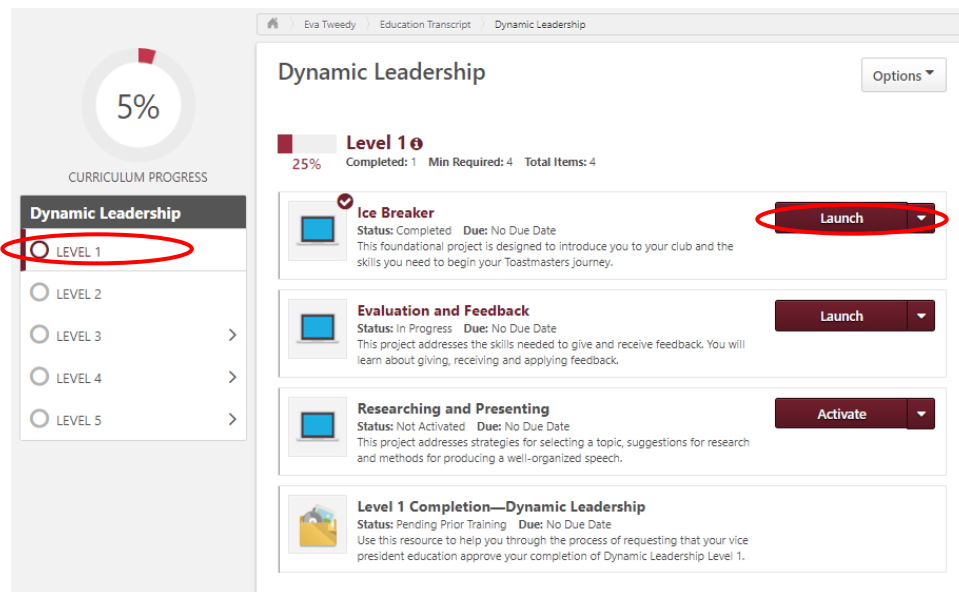 Eva Tweedy Education Transcript Dynamic Leadership
5%
CURRICULUM PROGRESS
Dynamic Leadership
LEVEL 1
LEVEL 2
LEVEL 3
LEVEL 4
LEVEL 5
Dynamic Leadership
Options
Level 1
25%
Completed: 1 Min Required: 4 Total Items: 4
Ice Breaker
Status: Completed Due: No Due Date
This foundational project is designed to introduce you to your club and the
skills you need to begin your Toastmasters journey.
Launch
Evaluation and Feedback
Status: In Progress Due: No Due Date
This project addresses the skills needed to give and receive feedback. You will
learn about giving, receiving and applying feedback.
Launch
Researching and Presenting
Status: Not Activated Due: No Due Date
This project addresses strategies for selecting a topic, suggestions for research
and methods for producing a well-organized speech.
Activate
Level 1 Completion—Dynamic Leadership
Status: Pending Prior Training Due: No Due Date
Use this resource to help you through the process of requesting that your vice
president education approve your completion of Dynamic Leadership Level 1.